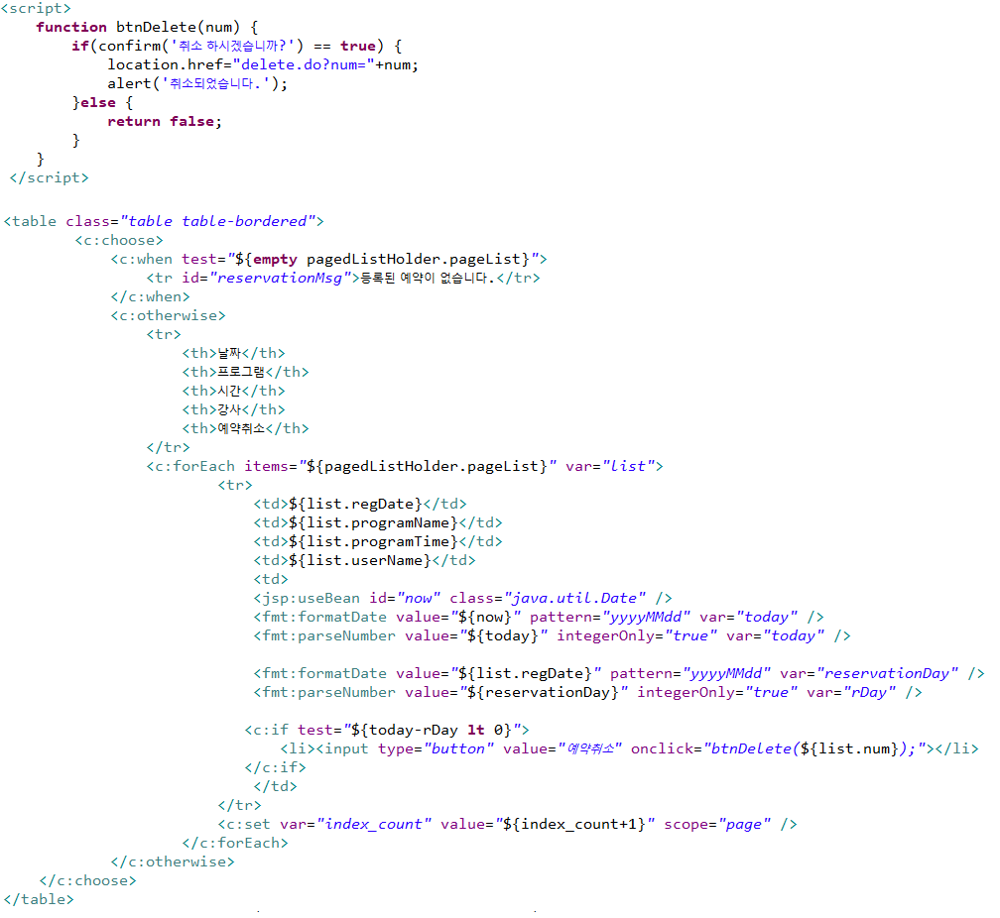 <script>
function btnDelete(num) {
if(confirm('취소 하시겠습니까?') == true) {
location.href="delete.do?num="+num;
alert('취소되었습니다.');
}else {
return false;
}
}
</script>
<table class="table table-bordered">
<c:choose>
<c:when test="${empty pagedListHolder.pageList}">
<tr id="reservationMsg">등록된 예약이 없습니다.</tr>
</c:when>
<c:otherwise>
<tr>
<th>날짜</th>
<th>프로그램</th>
<th>시간</th>
<th>강사</th>
<th>예약취소</th>
</tr>
<c:forEach items="${pagedListHolder.pageList}" var="list">
<tr>
<td>${list.regDate}</td>
<td>${list.programName}</td>
<td>${list.programTime}</td>
<td>${list.userName}</td>
<td>
<jsp:useBean id="now" class="java.util.Date" />
<fmt:formatDate value="${now}" pattern="yyyyMMdd" var="today" />
<fmt:parseNumber value="${today}" integerOnly="true" var="today" />
<fmt:formatDate value="${list.regDate}" pattern="yyyyMMdd" var="reservationDay" />
<fmt:parseNumber value="${reservationDay}" integerOnly="true" var="rDay" />
<c:if test="${today-rDay lt 0}">
<li><input type="button" value="예약취소" onclick="btnDelete(${list.num});"></li>
</c:if>
</td>
</tr>
<c:set var="index_count" value="${index_count+1}" scope="page" />
</c:forEach>
</c:otherwise>
</c:choose>
</table>